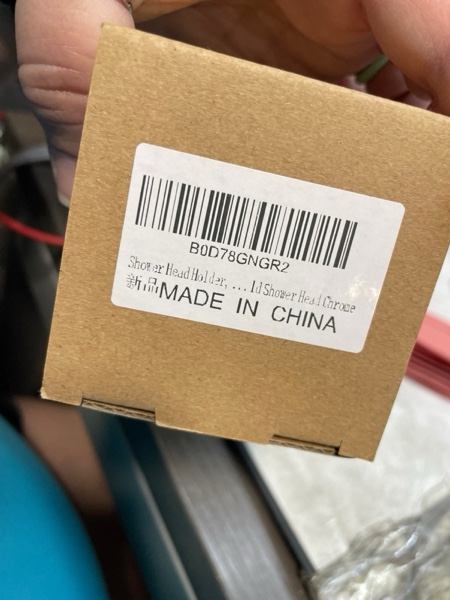 B0D78GNGR2
Shower Head Holder, ... ld Shower Head Chrome
新品MADE IN CHINA